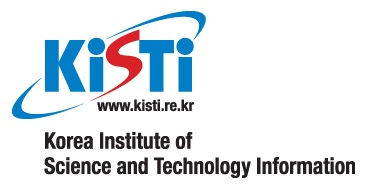 KiSTi
www.kisti.re.kr
Korea Institute of
Science and Technology Information